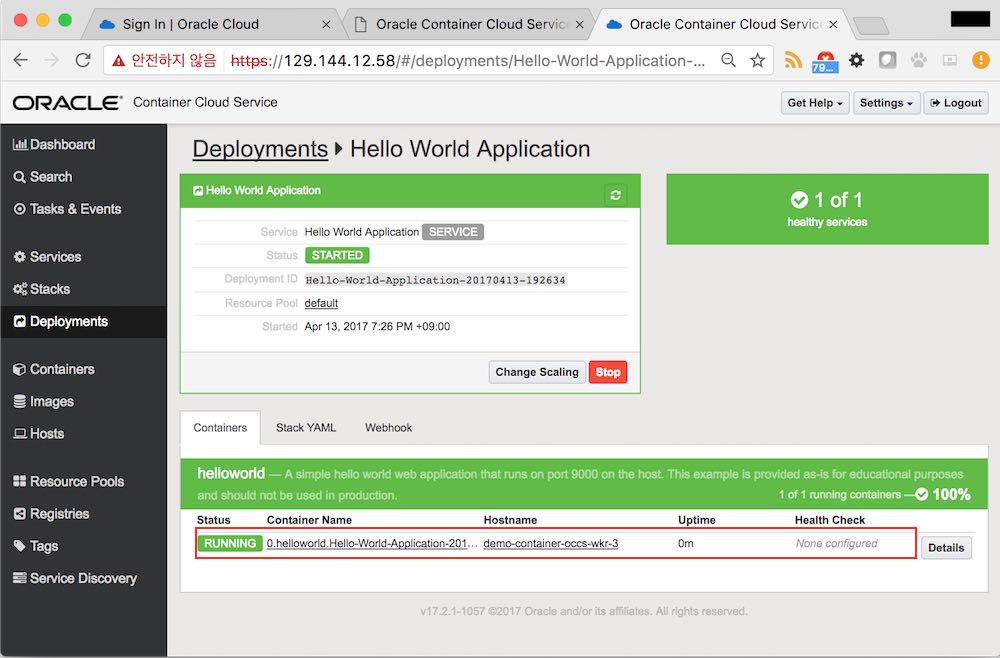 Sign In | Oracle Cloud
Oracle Container Cloud Service
Oracle Container Cloud Service
안전하지 않음 https://129.144.12.58/#/deployments/Hello-World-Application-...
79...
ORACLE® Container Cloud Service
Get Help
Settings
Logout
Dashboard
Search
Tasks & Events
Services
Stacks
Deployments
Containers
Images
Hosts
Resource Pools
Registries
Tags
Service Discovery
Deployments Hello World Application
Hello World Application
Service Hello World Application SERVICE
Status STARTED
Deployment ID Hello-World-Application-20170413-192634
Resource Pool default
Started Apr 13, 2017 7:26 PM +09:00
Change Scaling Stop
1 of 1
healthy services
Containers Stack YAML Webhook
helloworld — A simple hello world web application that runs on port 9000 on the host. This example is provided as-is for educational purposes
and should not be used in production.
1 of 1 running containers — 100%
Status Container Name Hostname Uptime Health Check
RUNNING 0.helloworld.Hello-World-Application-201... demo-container-occs-wkr-3 0m None configured Details
v17.2.1-1057 ©2017 Oracle and/or its affiliates. All rights reserved.